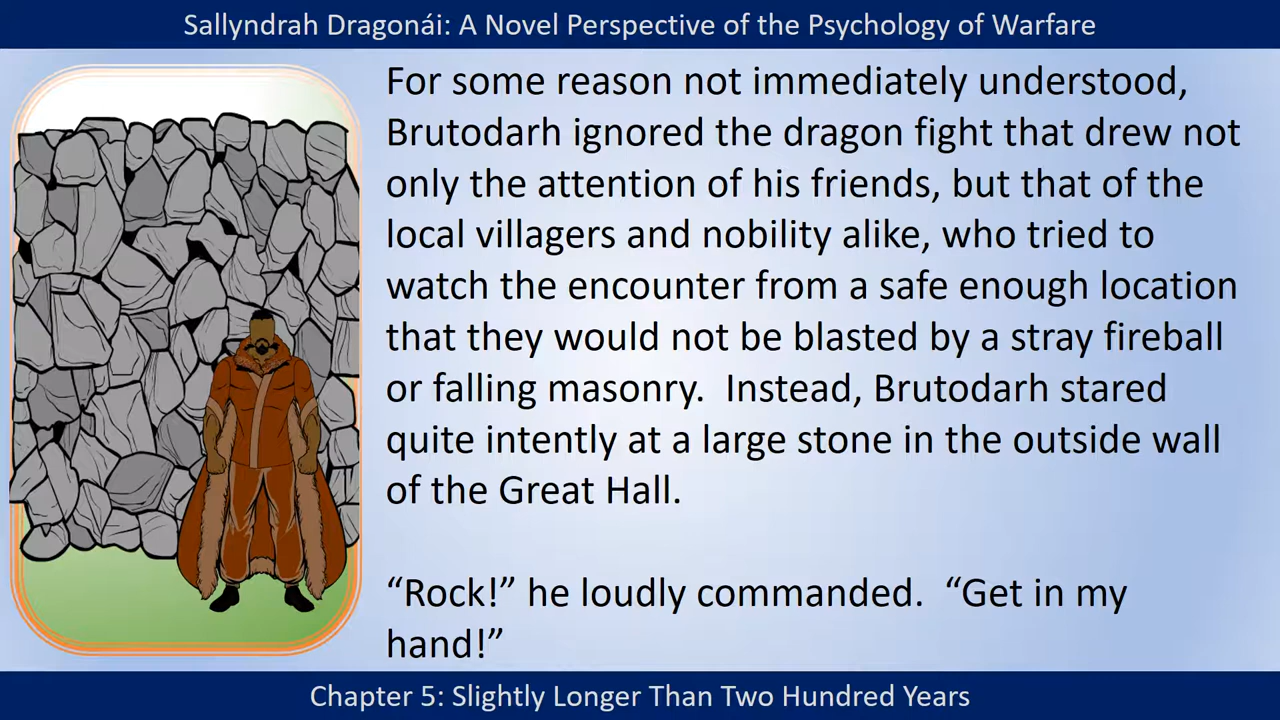 Sallyndrah Dragonái: A Novel Perspective of the Psychology of Warfare
For some reason not immediately understood,
Brutodarh ignored the dragon fight that drew not
only the attention of his friends, but that of the
local villagers and nobility alike, who tried to
watch the encounter from a safe enough location
that they would not be blasted by a stray fireball
or falling masonry.  Instead, Brutodarh stared
quite intently at a large stone in the outside wall
of the Great Hall.
“Rock!” he loudly commanded.  “Get in my
hand!”
Chapter 5: Slightly Longer Than Two Hundred Years